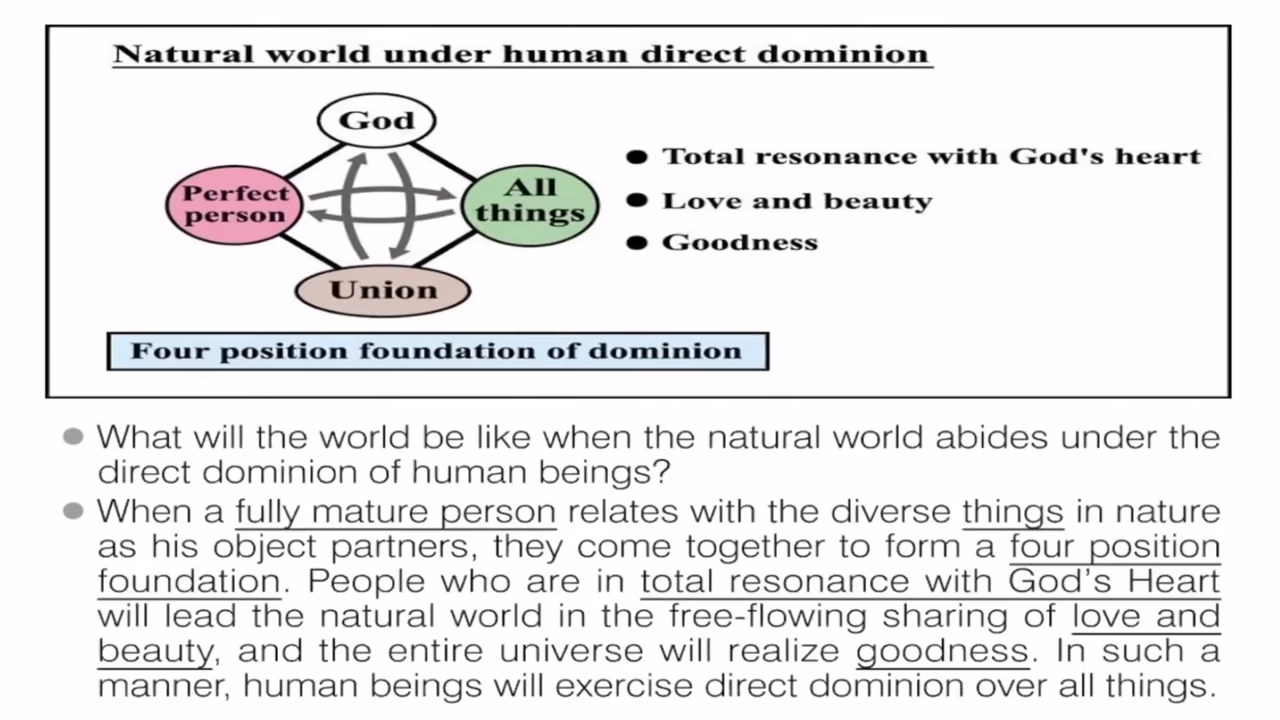 Natural world under human direct dominion
God
Perfect
person
All
things
Union
● Total resonance with God's heart
● Love and beauty
● Goodness
Four position foundation of dominion
● What will the world be like when the natural world abides under the
direct dominion of human beings?
● When a fully mature person relates with the diverse things in nature
as his object partners, they come together to form a four position
foundation. People who are in total resonance with God's Heart
will lead the natural world in the free-flowing sharing of love and
beauty, and the entire universe will realize goodness. In such a
manner, human beings will exercise direct dominion over all things.